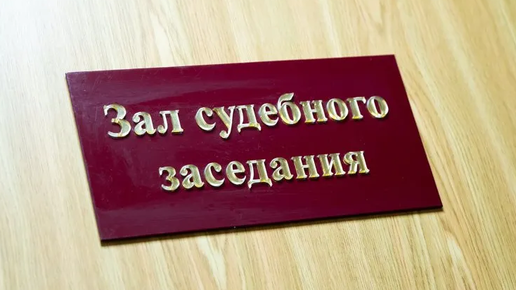 Зал судебного
заседания